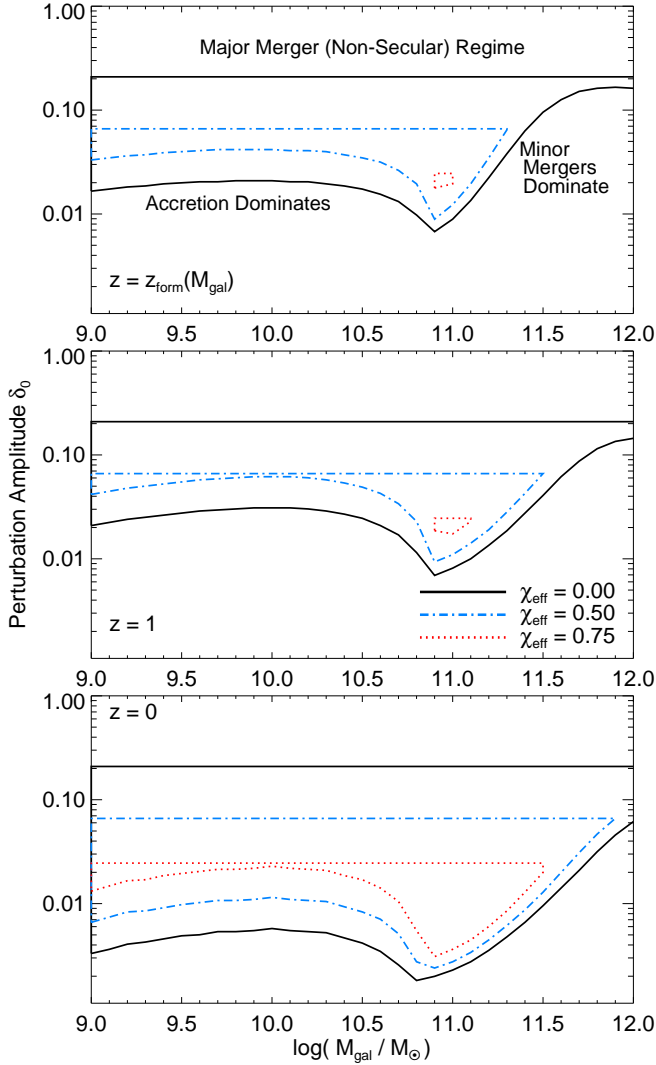 1.00
Major Merger (Non-Secular) Regime
0.10
Minor
Mergers
Dominate
Accretion Dominates
0.01
z = z_form(M_gal)
9.0 9.5 10.0 10.5 11.0 11.5 12.0
1.00
Perturbation Amplitude δ_0
0.10
0.01
χ_eff = 0.00
χ_eff = 0.50
χ_eff = 0.75
z = 1
9.0 9.5 10.0 10.5 11.0 11.5 12.0
1.00
z = 0
0.10
0.01
9.0 9.5 10.0 10.5 11.0 11.5 12.0
log( M_gal / M_⊙ )